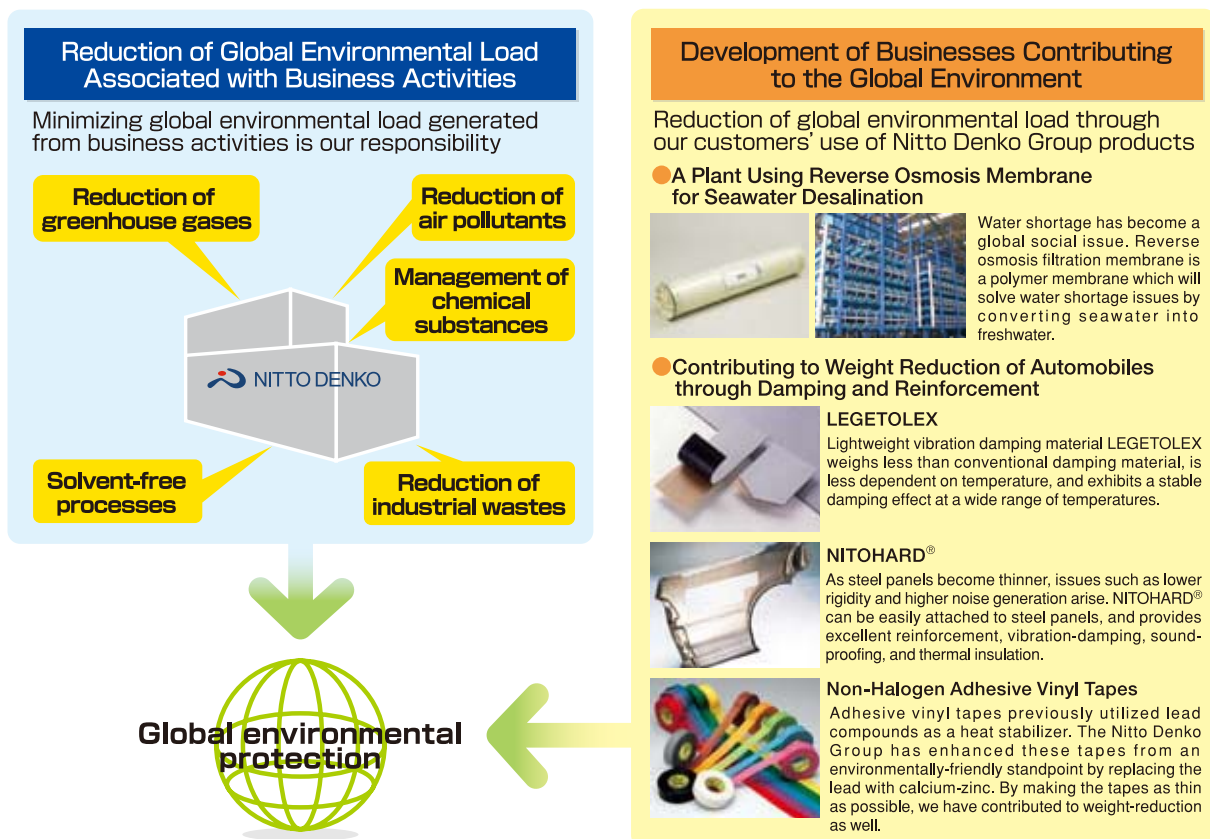 Reduction of Global Environmental Load
Associated with Business Activities
Minimizing global environmental load generated
from business activities is our responsibility
Reduction of
greenhouse gases
Reduction of
air pollutants
Management of
chemical
substances
NITTO DENKO
Solvent-free
processes
Reduction of
industrial wastes
Global environmental
protection
Development of Businesses Contributing
to the Global Environment
Reduction of global environmental load through
our customers' use of Nitto Denko Group products
A Plant Using Reverse Osmosis Membrane
for Seawater Desalination
Water shortage has become a
global social issue. Reverse
osmosis filtration membrane is
a polymer membrane which will
solve water shortage issues by
converting seawater into
freshwater.
Contributing to Weight Reduction of Automobiles
through Damping and Reinforcement
LEGETOLEX
Lightweight vibration damping material LEGETOLEX
weighs less than conventional damping material, is
less dependent on temperature, and exhibits a stable
damping effect at a wide range of temperatures.
NITOHARD®
As steel panels become thinner, issues such as lower
rigidity and higher noise generation arise. NITOHARD®
can be easily attached to steel panels, and provides
excellent reinforcement, vibration-damping, sound-
proofing, and thermal insulation.
Non-Halogen Adhesive Vinyl Tapes
Adhesive vinyl tapes previously utilized lead
compounds as a heat stabilizer. The Nitto Denko
Group has enhanced these tapes from an
environmentally-friendly standpoint by replacing the
lead with calcium-zinc. By making the tapes as thin
as possible, we have contributed to weight-reduction
as well.